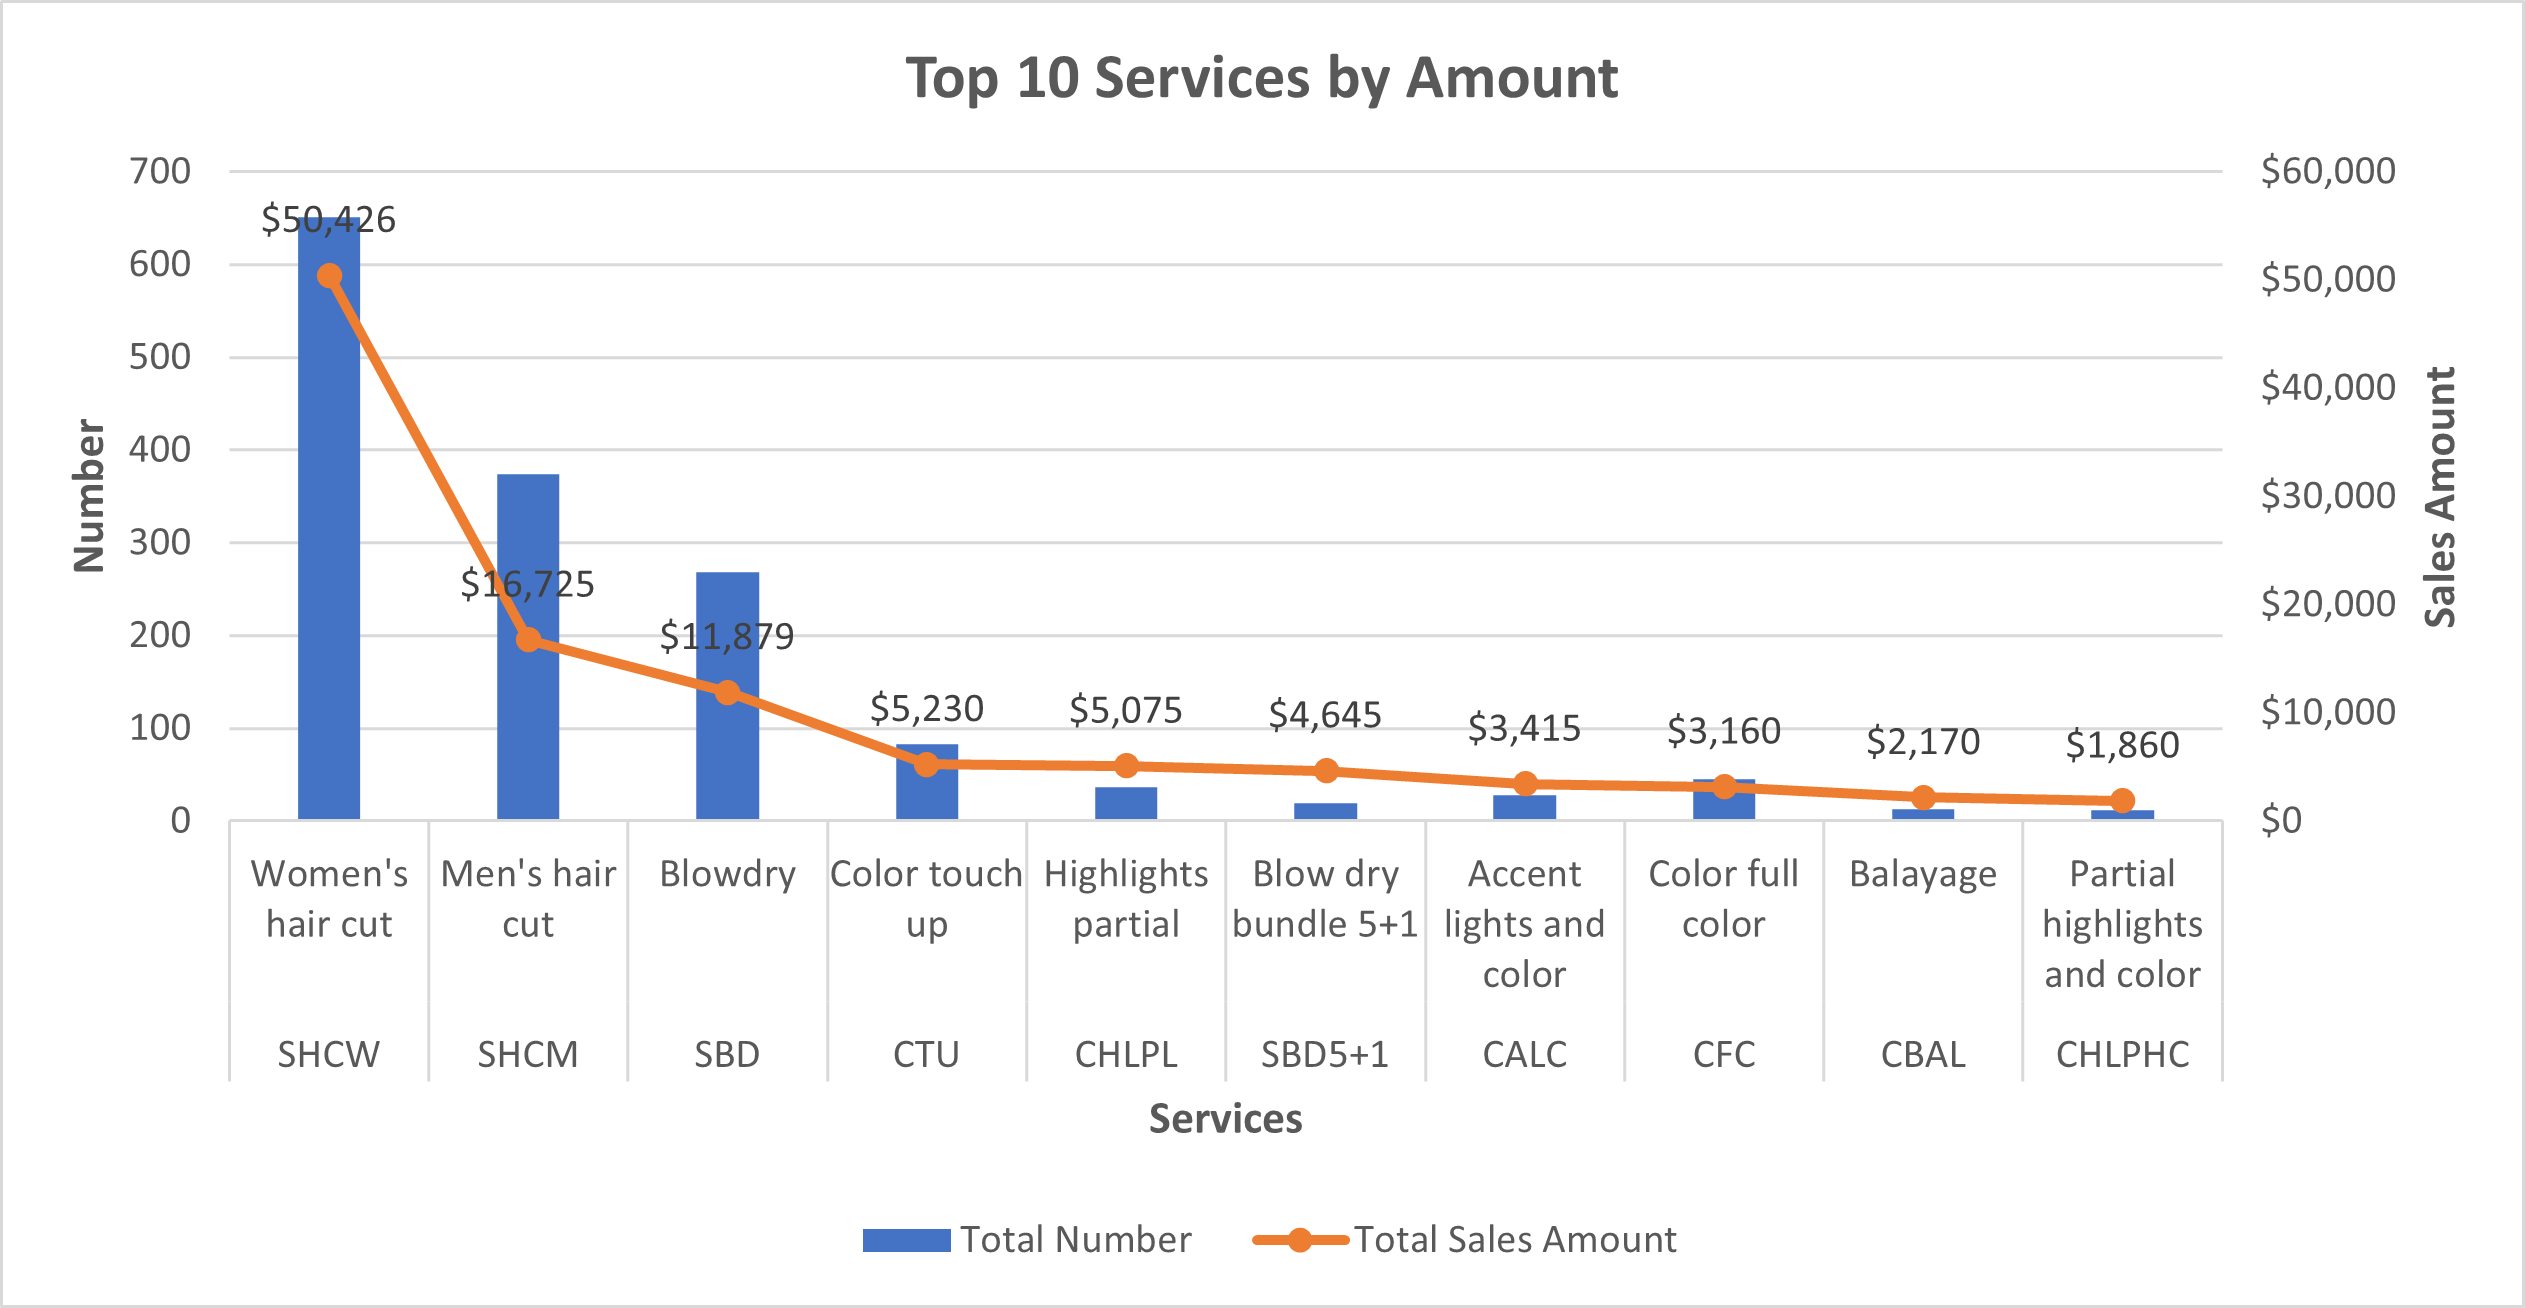 Top 10 Services by Amount
700
600
500
400
300
200
100
0
Number
$60,000
$50,000
$40,000
$30,000
$20,000
$10,000
$0
Sales Amount
$50,426
$16,725
$11,879
$5,230
$5,075
$4,645
$3,415
$3,160
$2,170
$1,860
Women's
hair cut
Men's hair
cut
Blowdry
Color touch
up
Highlights
partial
Blow dry
bundle 5+1
Accent
lights and
color
Color full
color
Balayage
Partial
highlights
and color
SHCW
SHCM
SBD
CTU
CHLPL
SBD5+1
CALC
CFC
CBAL
CHLPHC
Services
Total Number
Total Sales Amount